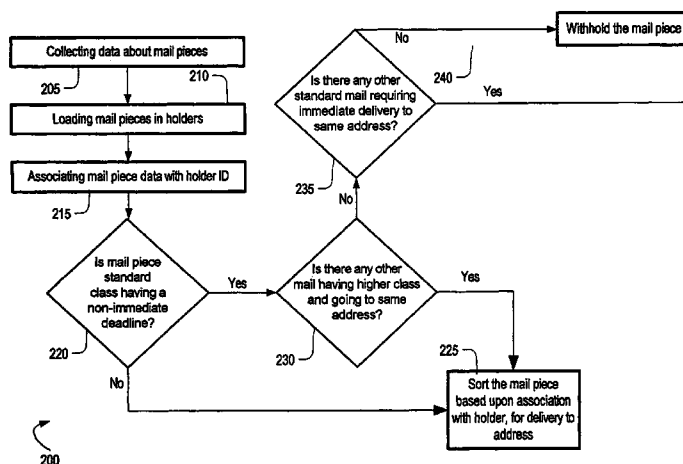 Collecting data about mail pieces
205
210
Loading mail pieces in holders
Associating mail piece data with holder ID
215
Is mail piece
standard
class having a
non-immediate
deadline?
220
Yes
No
Is there any other
mail having higher class
and going to same
address?
230
Yes
No
Is there any other
standard mail requiring
immediate delivery to
same address?
235
No
240
Yes
Withhold the mail piece
225
Sort the mail piece
based upon association
with holder, for delivery to
address
200